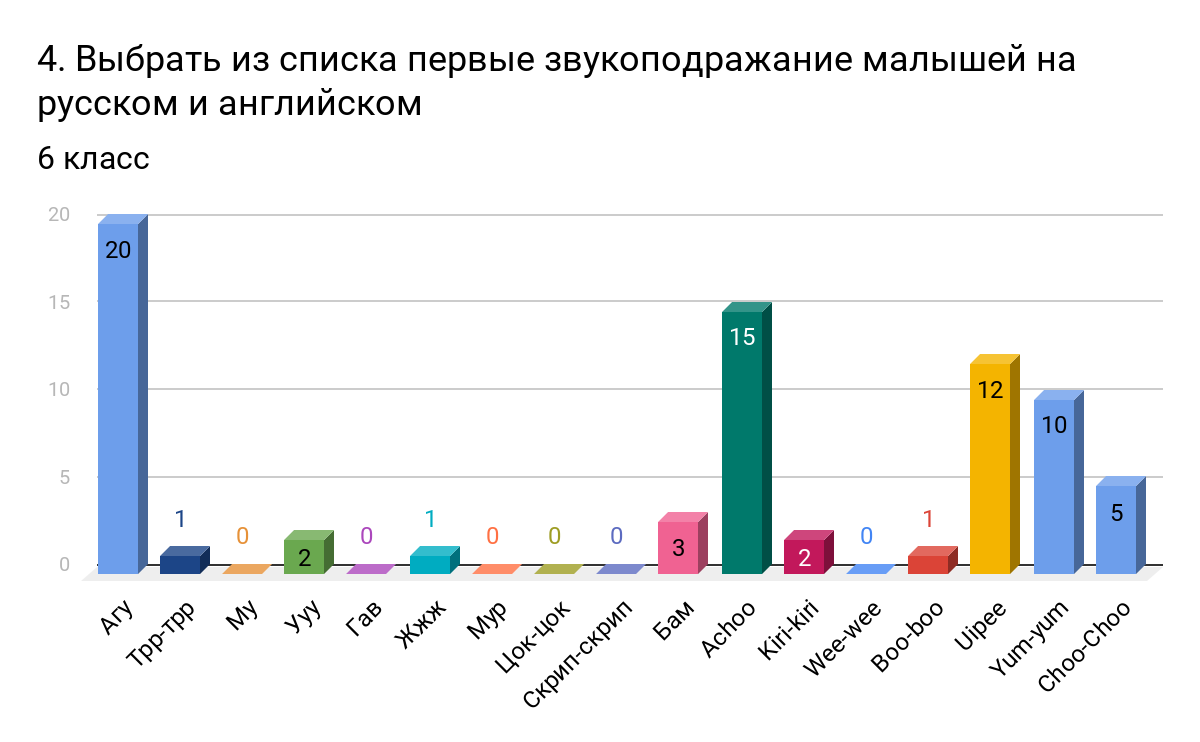 4. Выбрать из списка первые звукоподражание малышей на
русском и английском
6 класс
20
15
10
5
0
20
1
0
2
0
1
0
0
0
3
15
2
0
1
12
10
5
Агу
Трр-трр
Му
Ууу
Гав
Жжж
Мур
Цок-цок
Скрип-скрип
Бам
Achoo
Kiri-kiri
Wee-wee
Boo-boo
Uipee
Yum-yum
Choo-Choo